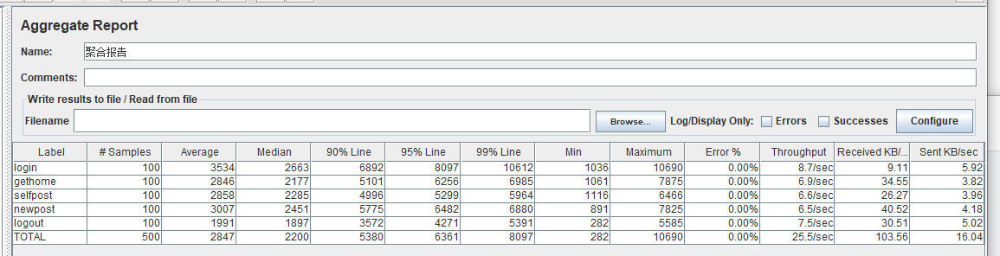 Aggregate Report
Name: 聚合报告
Comments:
Write results to file / Read from file
Filename Browse... Log/Display Only: Errors Successes Configure
Label # Samples Average Median 90% Line 95% Line 99% Line Min Maximum Error % Throughput Received KB/... Sent KB/sec
login 100 3534 2663 6892 8097 10612 1036 10690 0.00% 8.7/sec 9.11 5.92
gethome 100 2846 2177 5101 6256 6985 1061 7875 0.00% 6.9/sec 34.55 3.82
selfpost 100 2858 2285 4996 5299 5964 1116 6466 0.00% 6.6/sec 26.27 3.96
newpost 100 3007 2451 5775 6482 6880 891 7825 0.00% 6.5/sec 40.52 4.18
logout 100 1991 1897 3572 4271 5391 282 5585 0.00% 7.5/sec 30.51 5.02
TOTAL 500 2847 2200 5380 6361 8097 282 10690 0.00% 25.5/sec 103.56 16.04